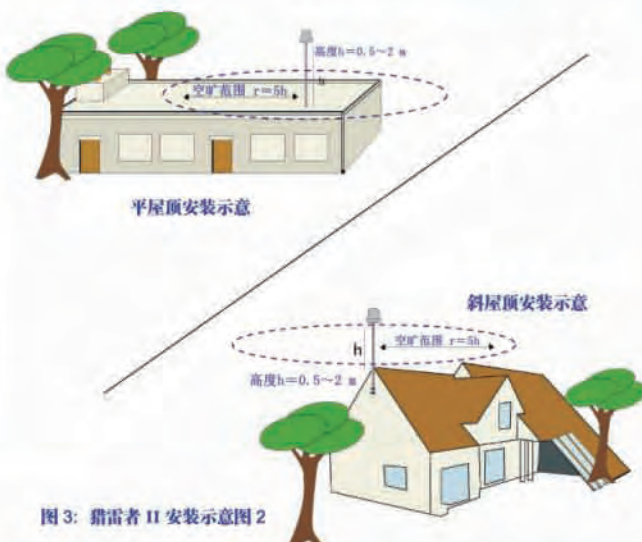 高度h=0.5～2 m
h
空旷范围 r=5h
平屋顶安装示意
斜屋顶安装示意
h
空旷范围 r=5h
高度h=0.5～2 m
图 3: 猎雷者 II 安装示意图 2